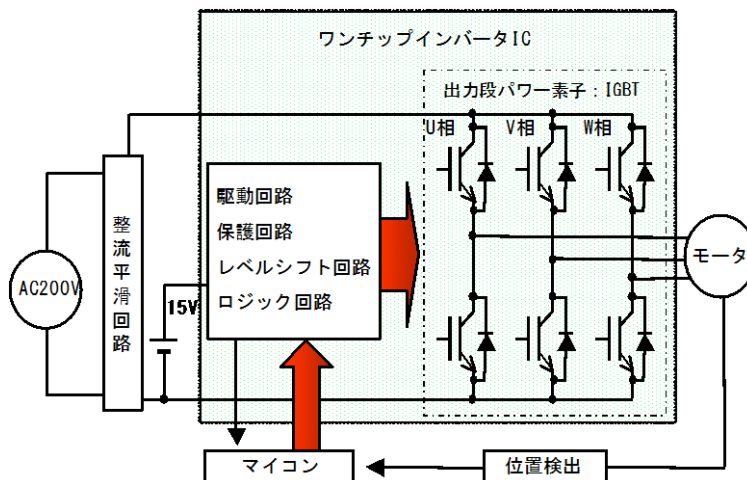 ワンチップインバータIC
出力段パワー素子：IGBT
U相
V相
W相
駆動回路
保護回路
レベルシフト回路
ロジック回路
整流平滑回路
AC200V
15V
モータ
マイコン
位置検出